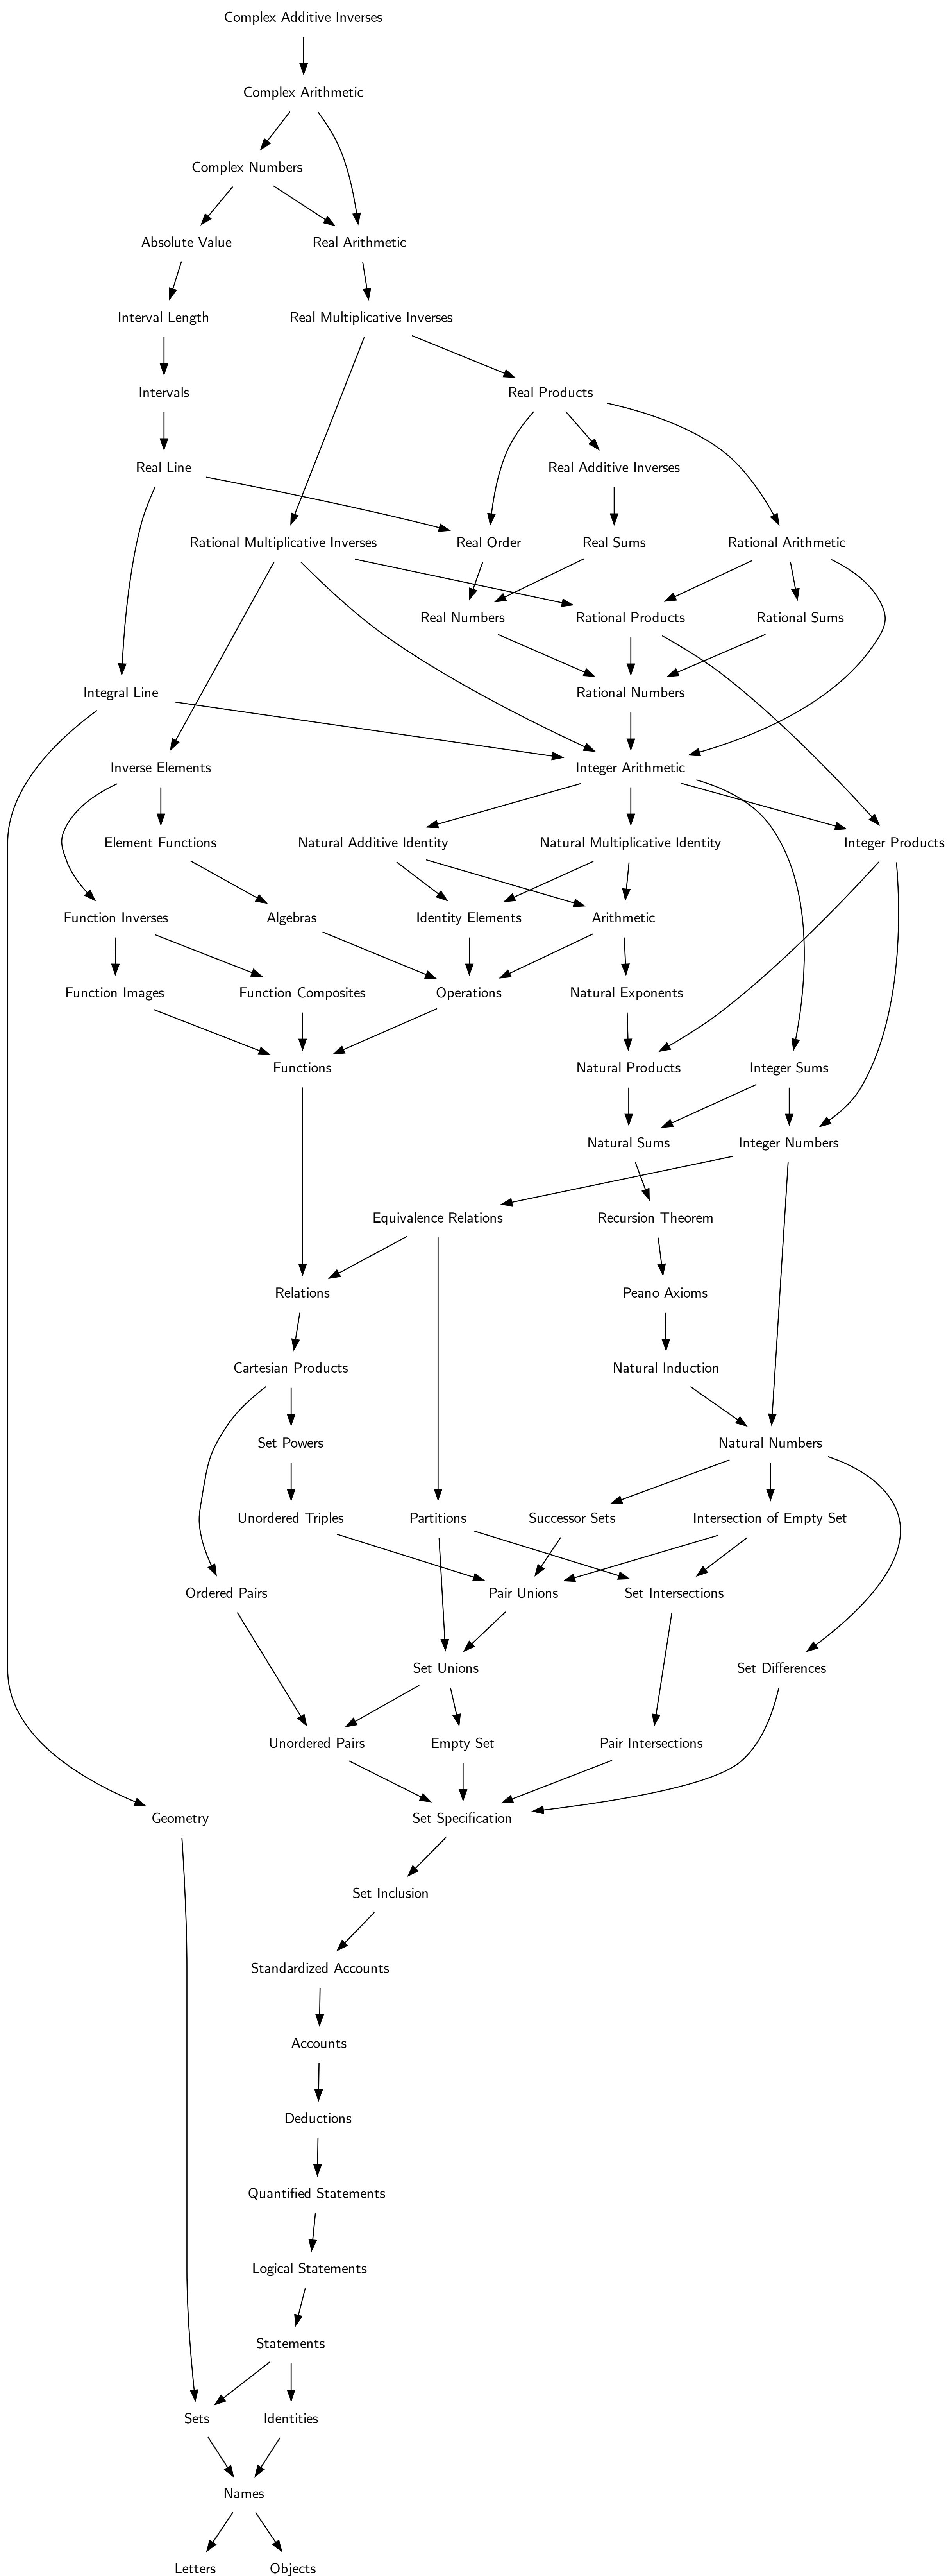 Complex Additive Inverses
Complex Arithmetic
Complex Numbers
Absolute Value
Real Arithmetic
Interval Length
Real Multiplicative Inverses
Intervals
Real Products
Real Line
Real Additive Inverses
Rational Multiplicative Inverses
Real Order
Real Sums
Rational Arithmetic
Real Numbers
Rational Products
Rational Sums
Integral Line
Rational Numbers
Inverse Elements
Integer Arithmetic
Element Functions
Natural Additive Identity
Natural Multiplicative Identity
Integer Products
Function Inverses
Algebras
Identity Elements
Arithmetic
Function Images
Function Composites
Operations
Natural Exponents
Functions
Natural Products
Integer Sums
Natural Sums
Integer Numbers
Equivalence Relations
Recursion Theorem
Relations
Peano Axioms
Cartesian Products
Natural Induction
Set Powers
Natural Numbers
Unordered Triples
Partitions
Successor Sets
Intersection of Empty Set
Ordered Pairs
Pair Unions
Set Intersections
Set Unions
Set Differences
Unordered Pairs
Empty Set
Pair Intersections
Geometry
Set Specification
Set Inclusion
Standardized Accounts
Accounts
Deductions
Quantified Statements
Logical Statements
Statements
Sets
Identities
Names
Letters
Objects